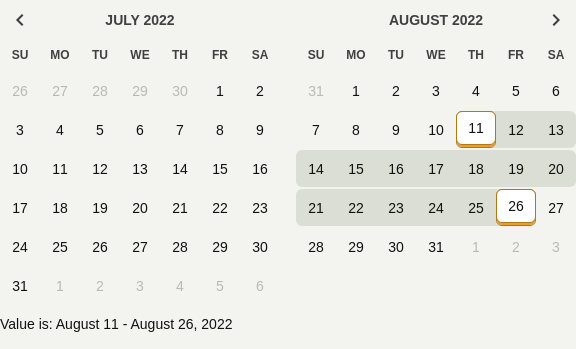 JULY 2022
SU MO TU WE TH FR SA
26 27 28 29 30 1 2
3 4 5 6 7 8 9
10 11 12 13 14 15 16
17 18 19 20 21 22 23
24 25 26 27 28 29 30
31 1 2 3 4 5 6
AUGUST 2022
SU MO TU WE TH FR SA
31 1 2 3 4 5 6
7 8 9 10 11 12 13
14 15 16 17 18 19 20
21 22 23 24 25 26 27
28 29 30 31 1 2 3
Value is: August 11 - August 26, 2022